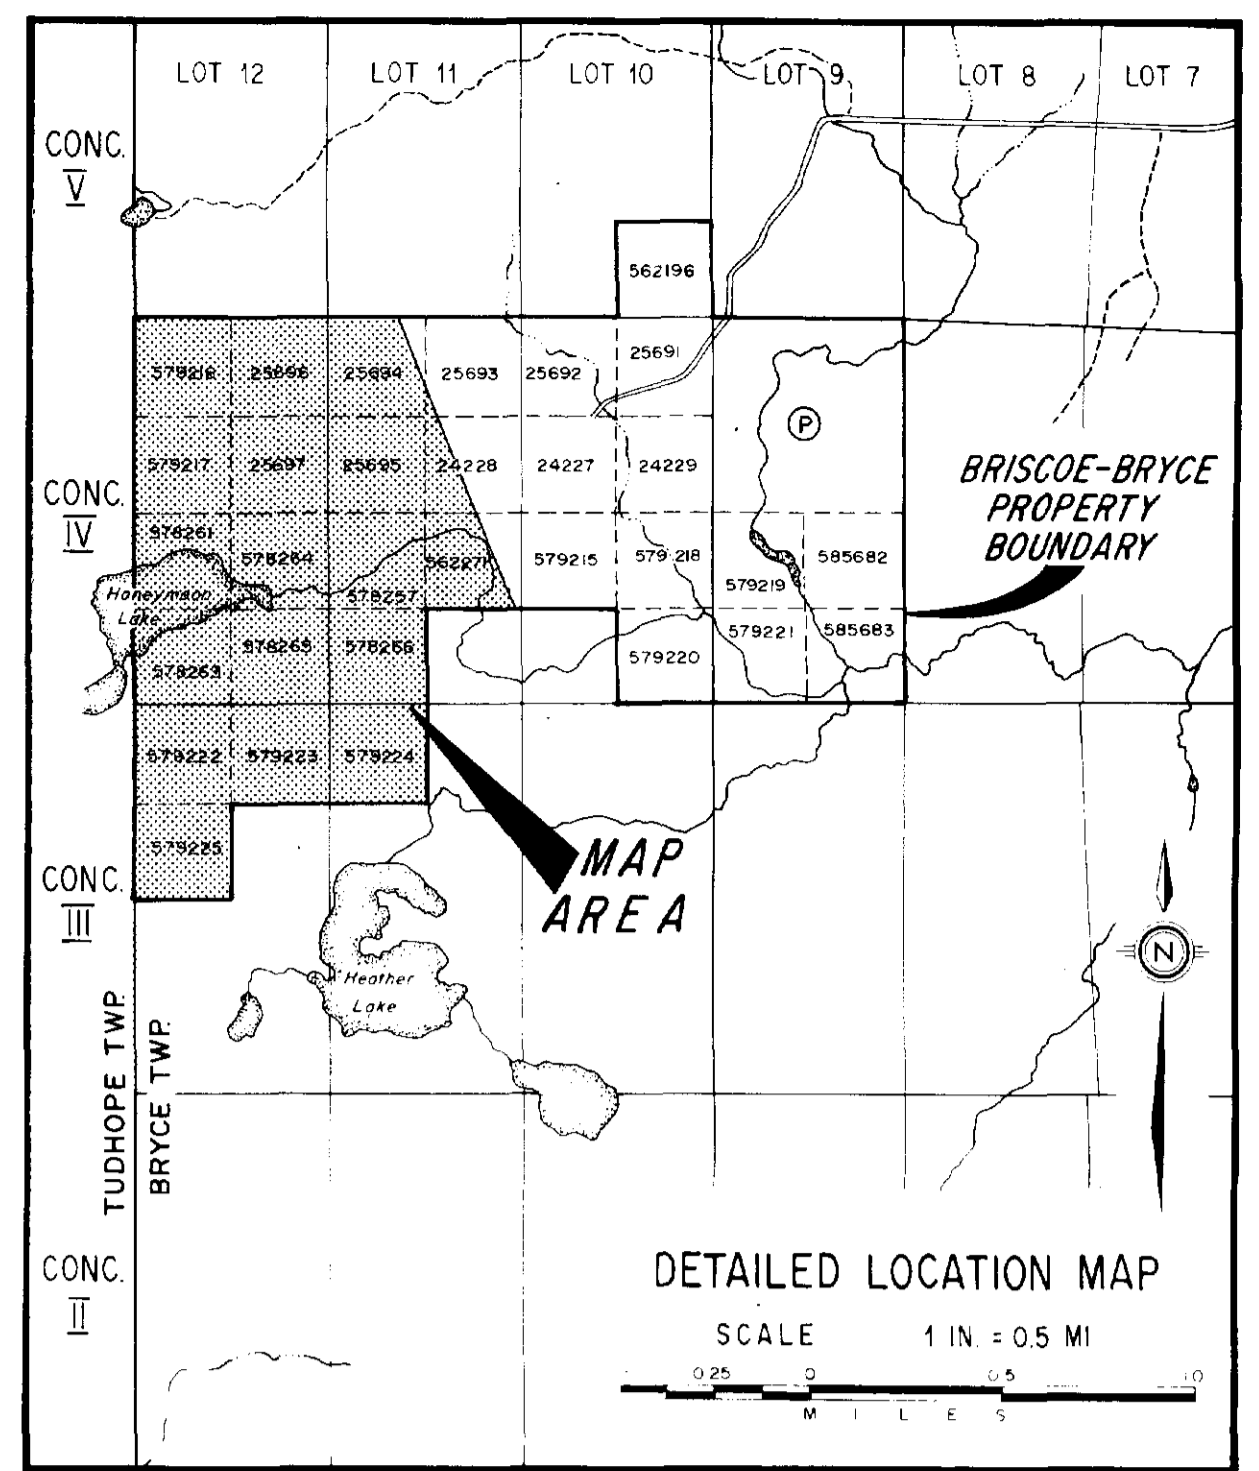 LOT 12 LOT 11 LOT 10 LOT 9 LOT 8 LOT 7
CONC.
V
562196
25691
579216 25696 25694 25693 25692
P
579217 25697 25695 24228 24227 24229
BRISCOE-BRYCE
PROPERTY
BOUNDARY
CONC.
IV
578261
578264 562271 579215 579218 585682
Honeymoon
Lake
578257 579219
578265 578266 579221 585683
578263 579220
579222 579223 579224
579225
MAP
AREA
CONC.
III
N
Heather
Lake
TUDHOPE TWP.
BRYCE TWP.
CONC.
II
DETAILED LOCATION MAP
SCALE 1 IN. = 0.5 MI
0.25 0 0.5 1.0
MILES